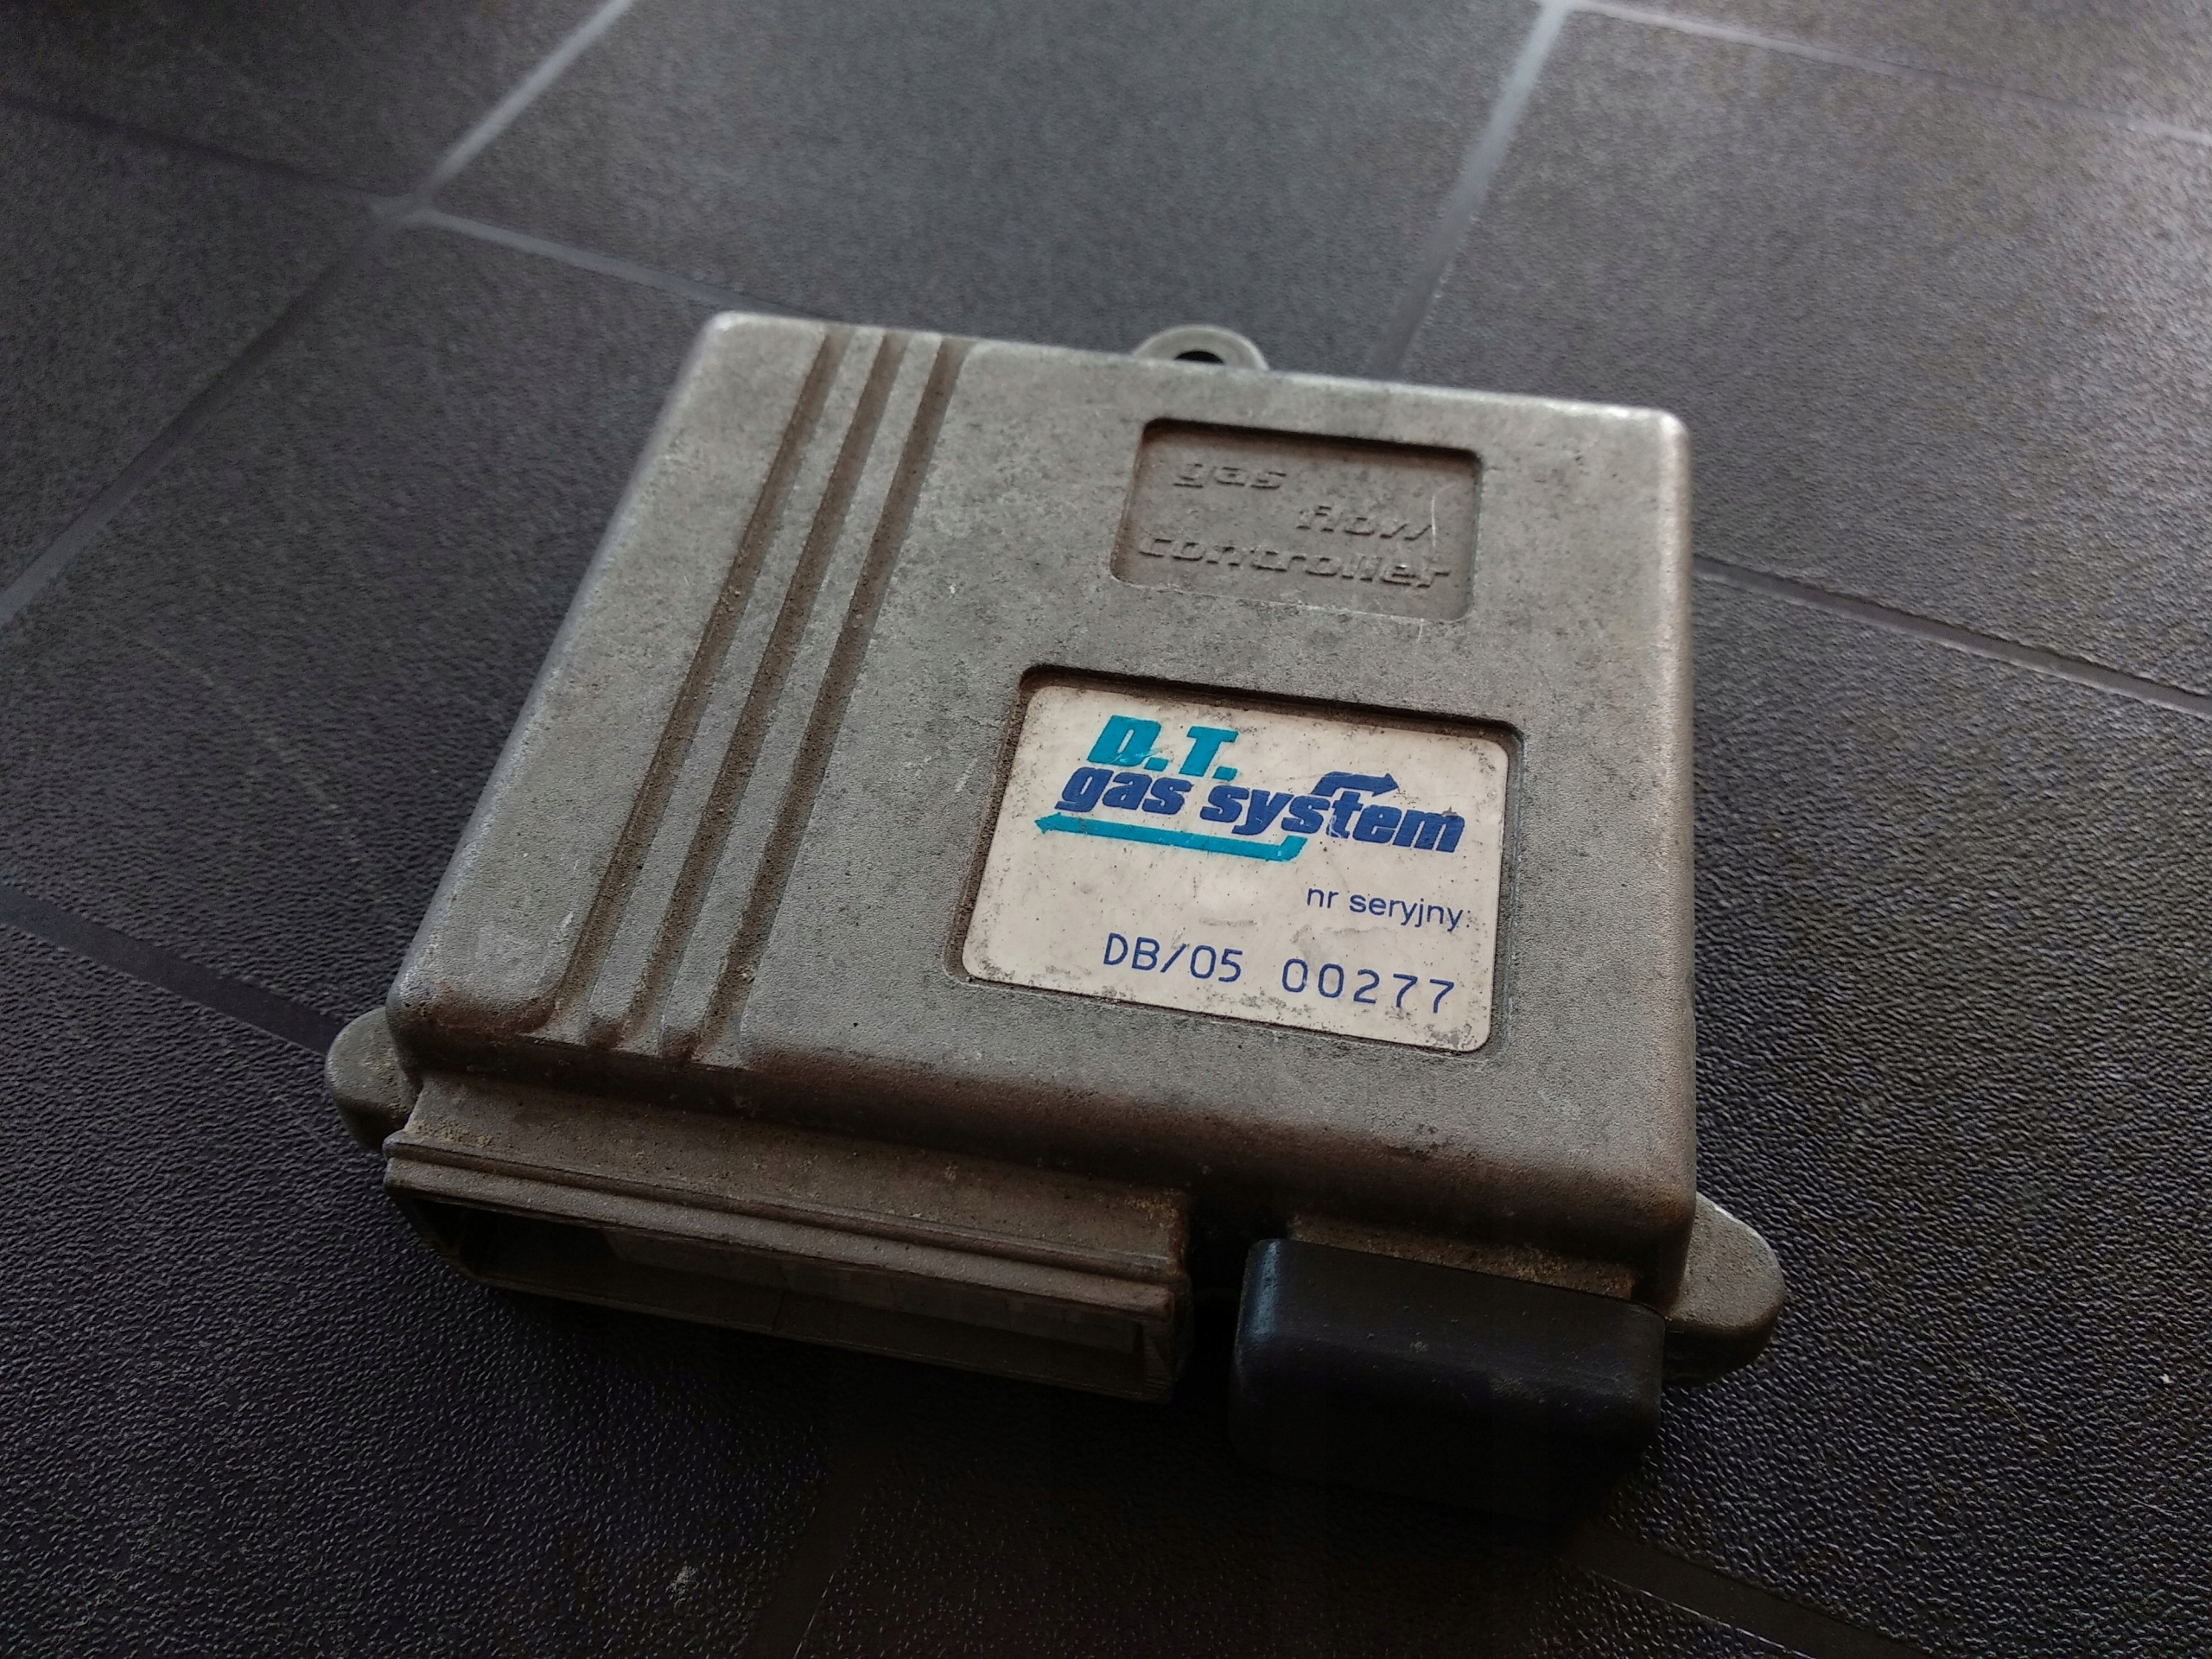 gas
flow
controller
D.T.
gas system
nr seryjny:
DB/05 00277